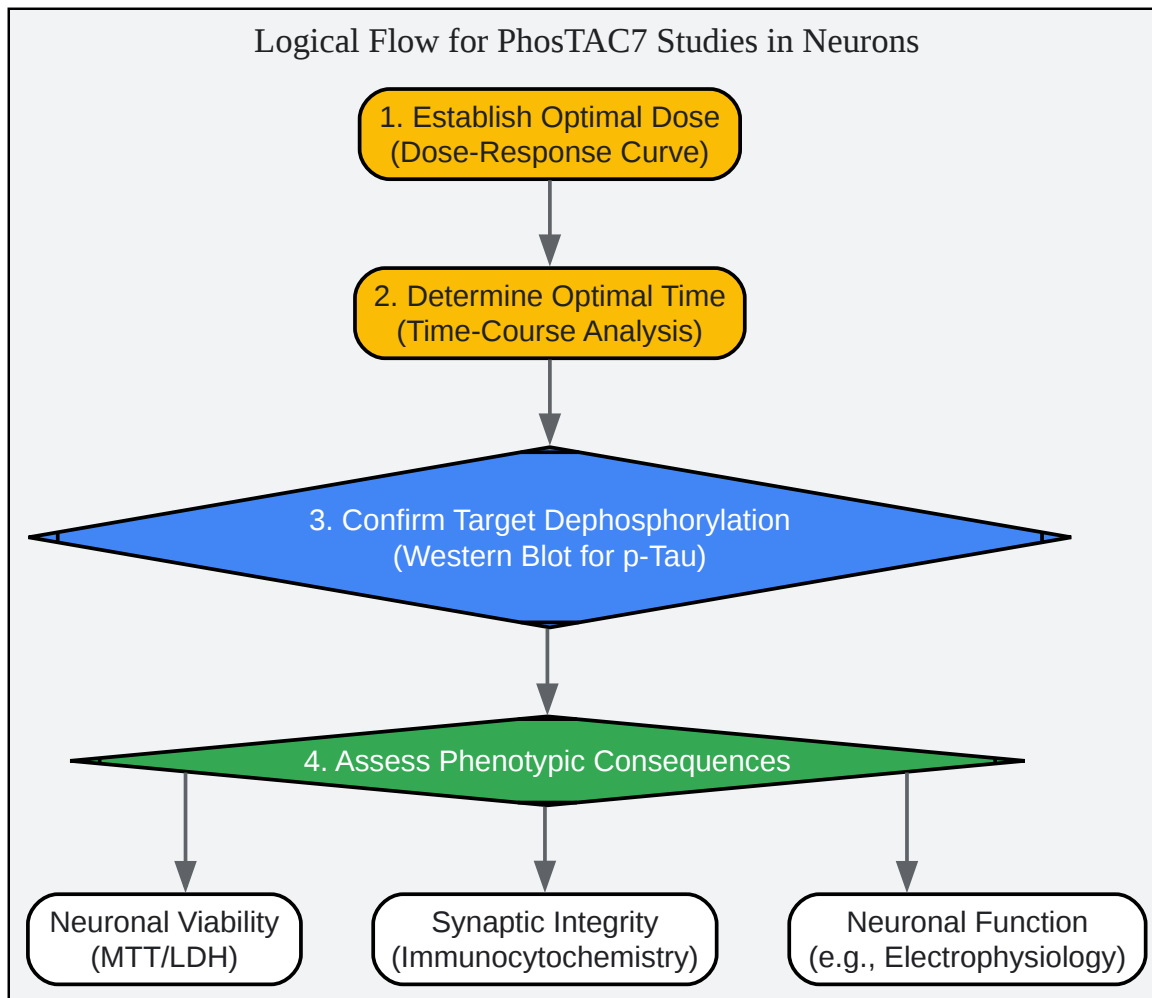 Logical Flow for PhosTAC7 Studies in Neurons
1. Establish Optimal Dose
(Dose-Response Curve)
2. Determine Optimal Time
(Time-Course Analysis)
3. Confirm Target Dephosphorylation
(Western Blot for p-Tau)
4. Assess Phenotypic Consequences
Neuronal Viability
(MTT/LDH)
Synaptic Integrity
(Immunocytochemistry)
Neuronal Function
(e.g., Electrophysiology)